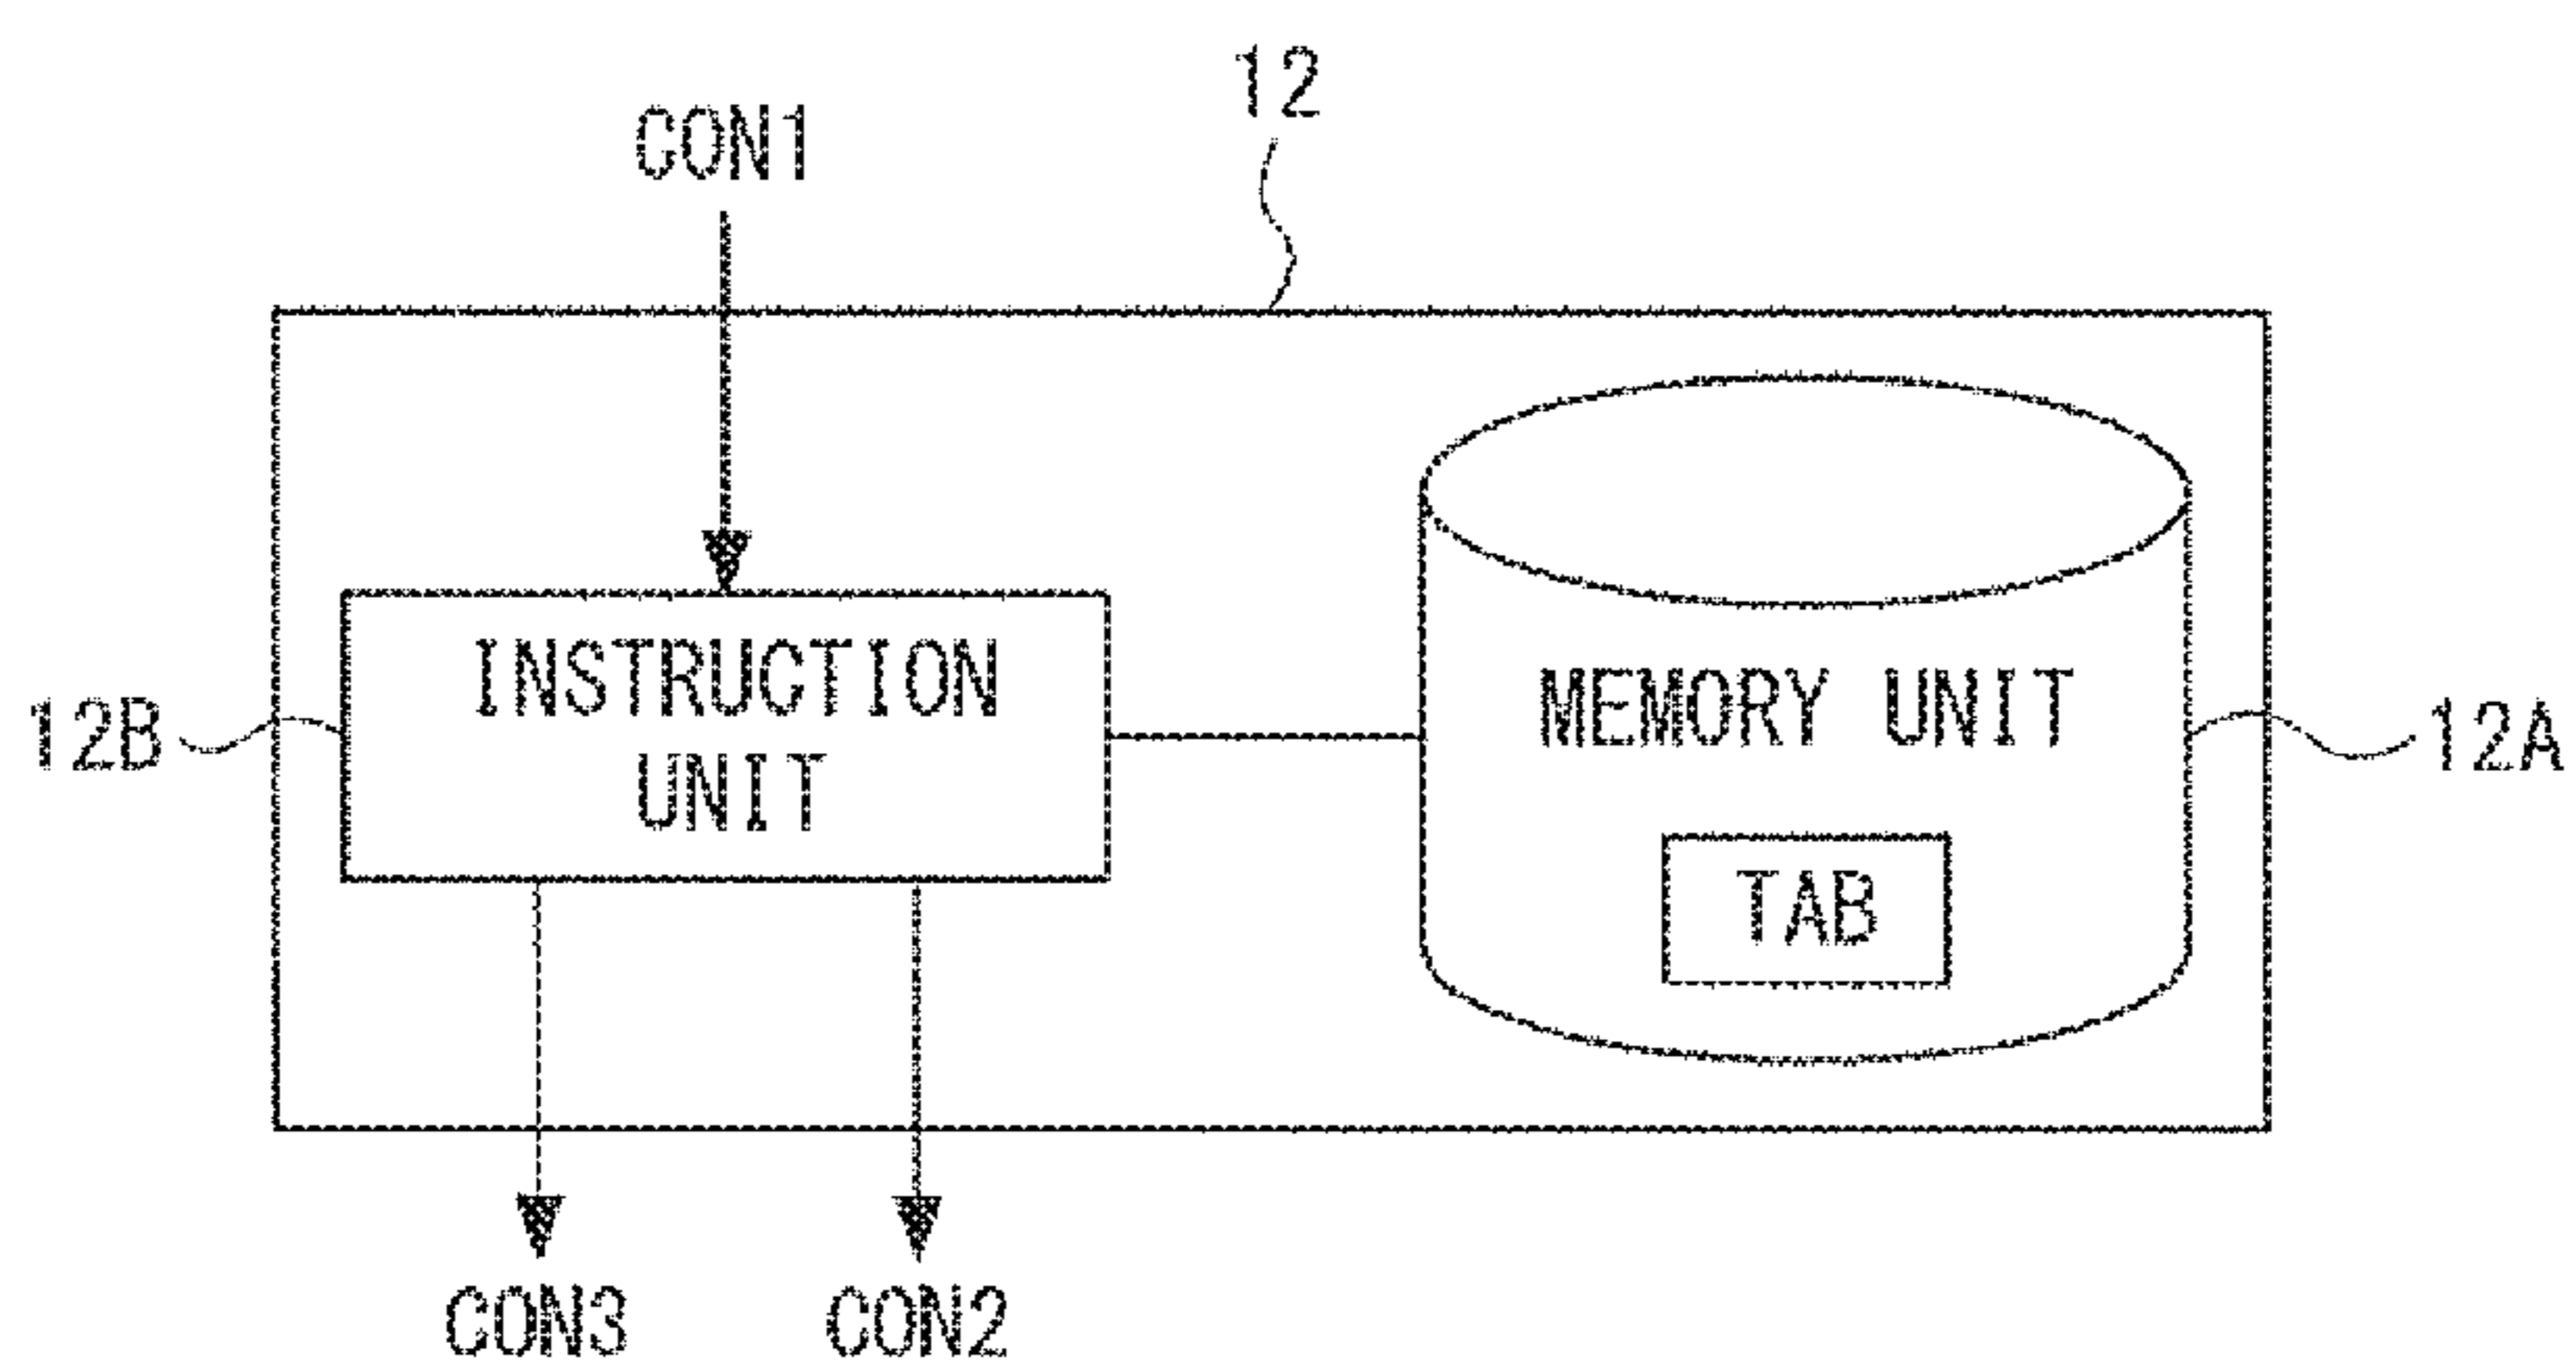 12
CON1
INSTRUCTION
UNIT
12B
MEMORY UNIT
12A
TAB
CON3
CON2